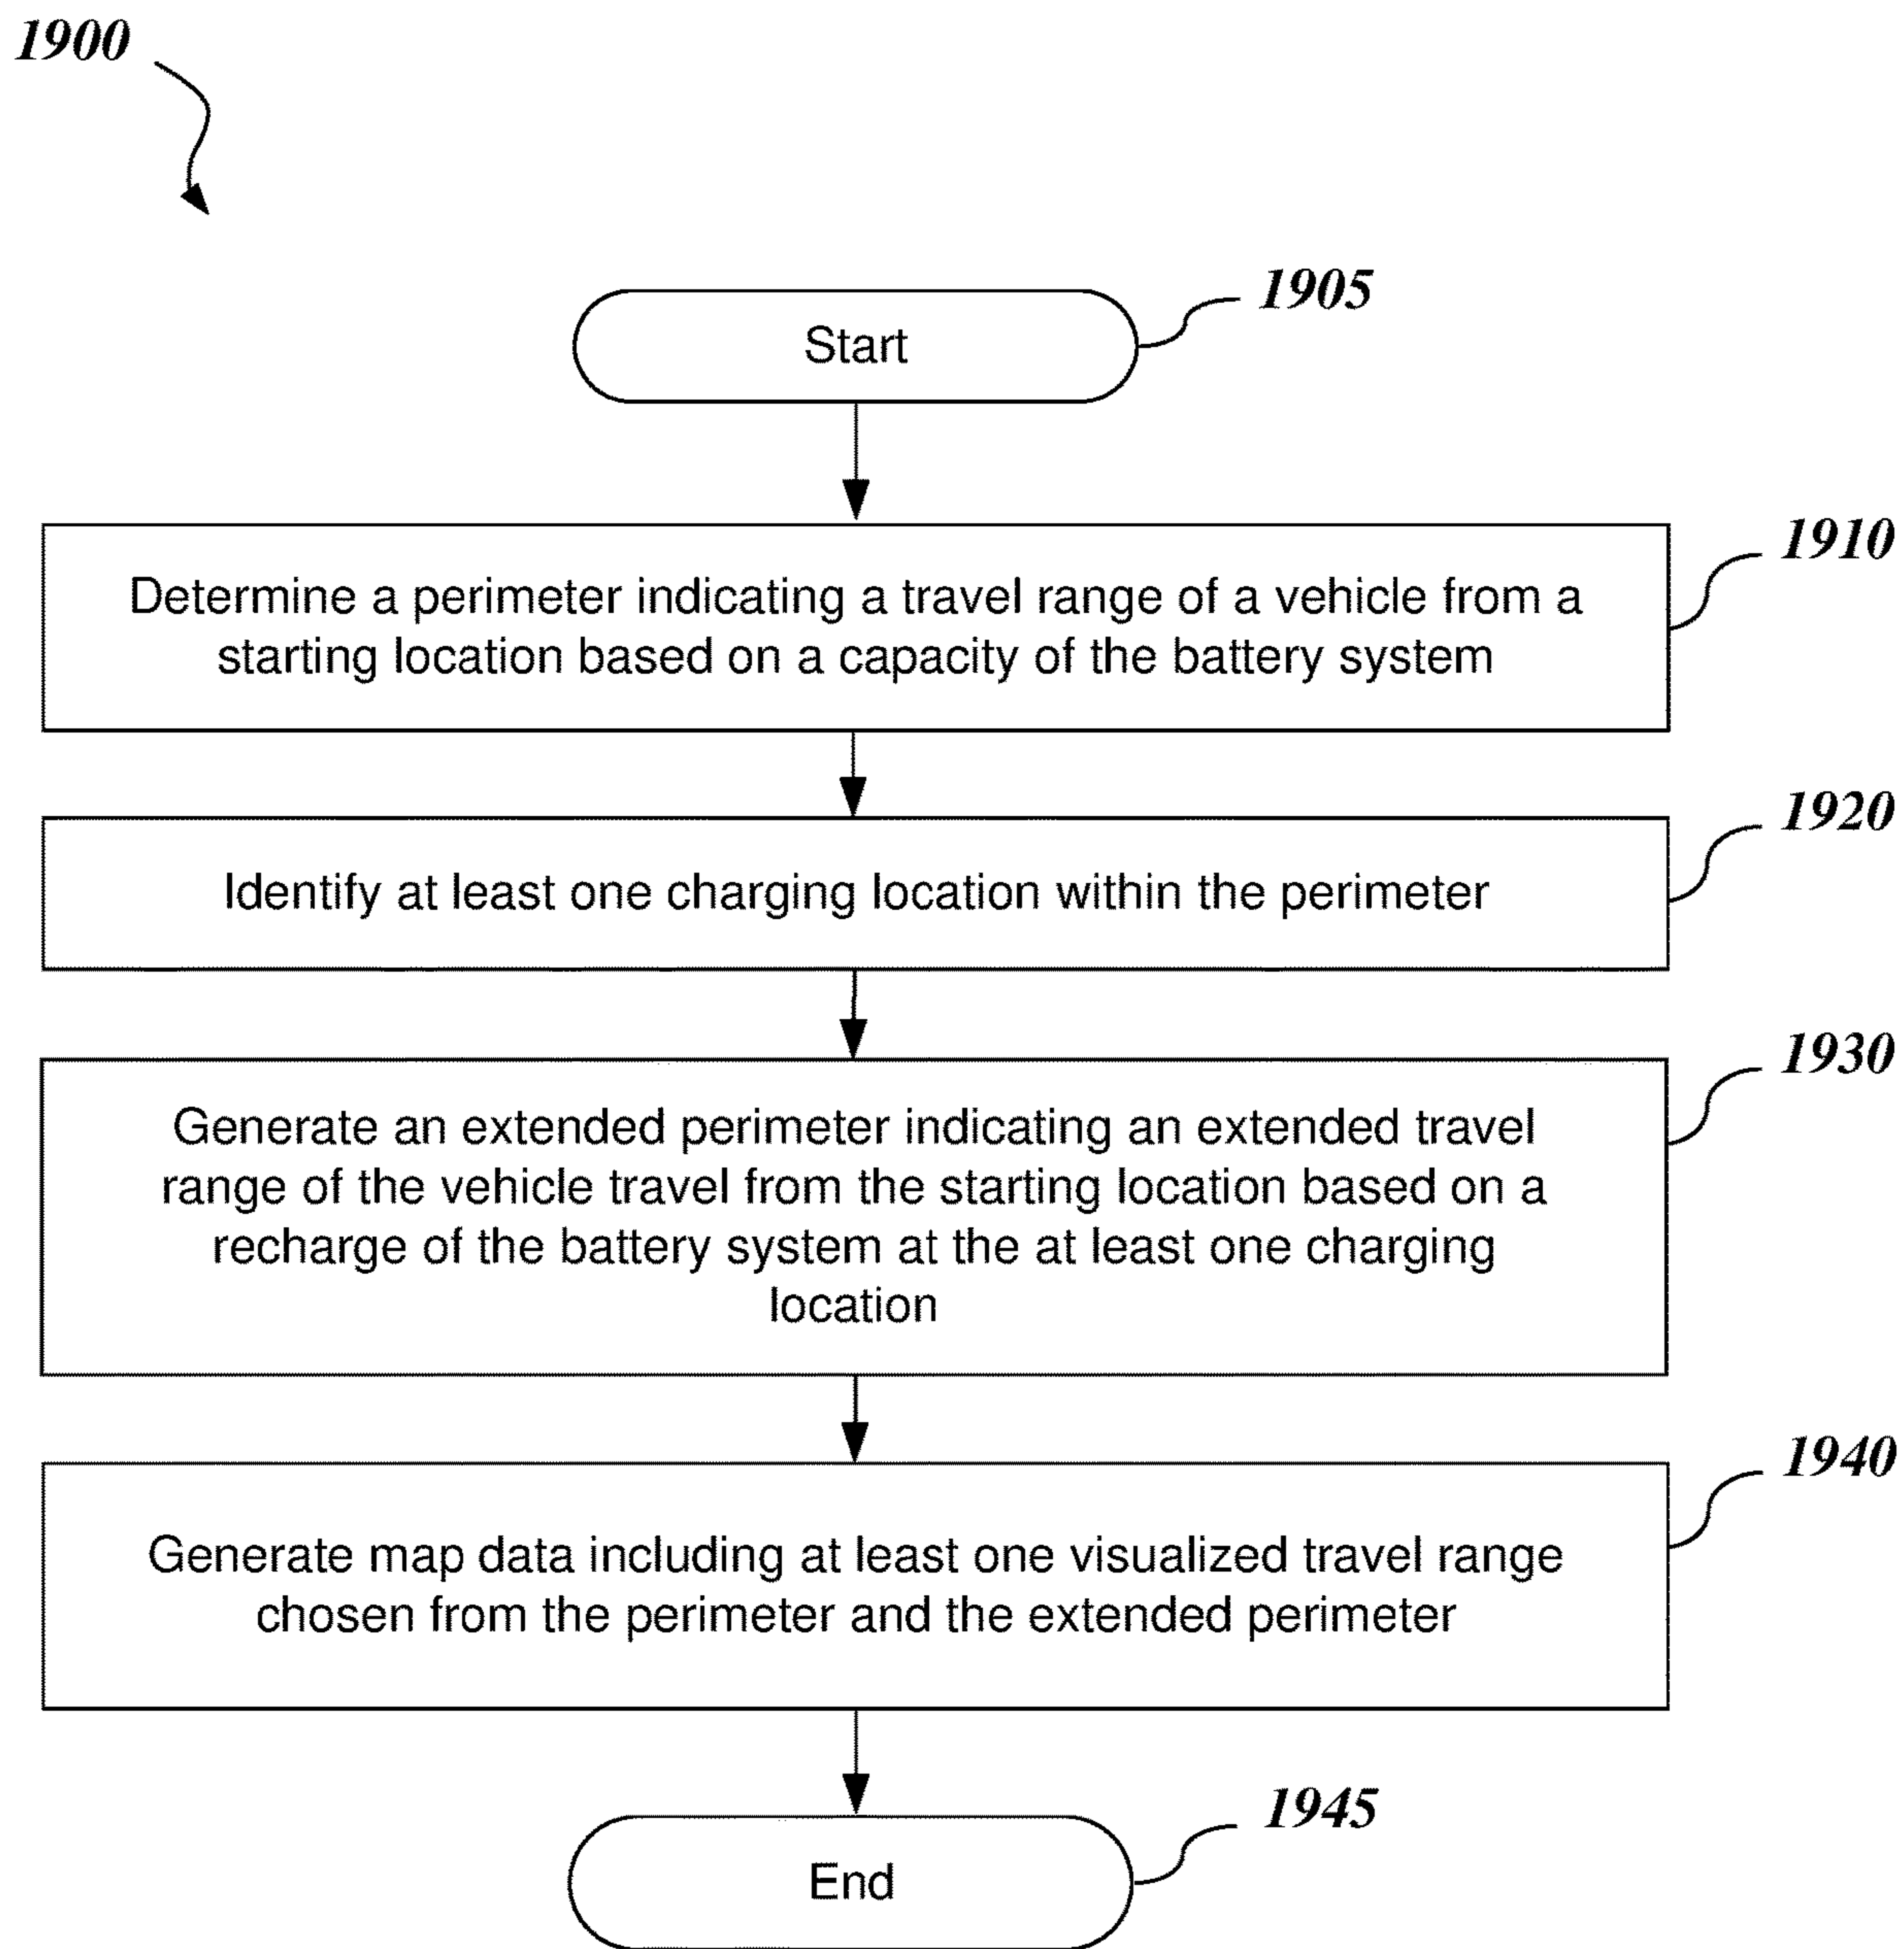 1900
Start
1905
Determine a perimeter indicating a travel range of a vehicle from a
starting location based on a capacity of the battery system
1910
Identify at least one charging location within the perimeter
1920
Generate an extended perimeter indicating an extended travel
range of the vehicle travel from the starting location based on a
recharge of the battery system at the at least one charging
location
1930
Generate map data including at least one visualized travel range
chosen from the perimeter and the extended perimeter
1940
End
1945